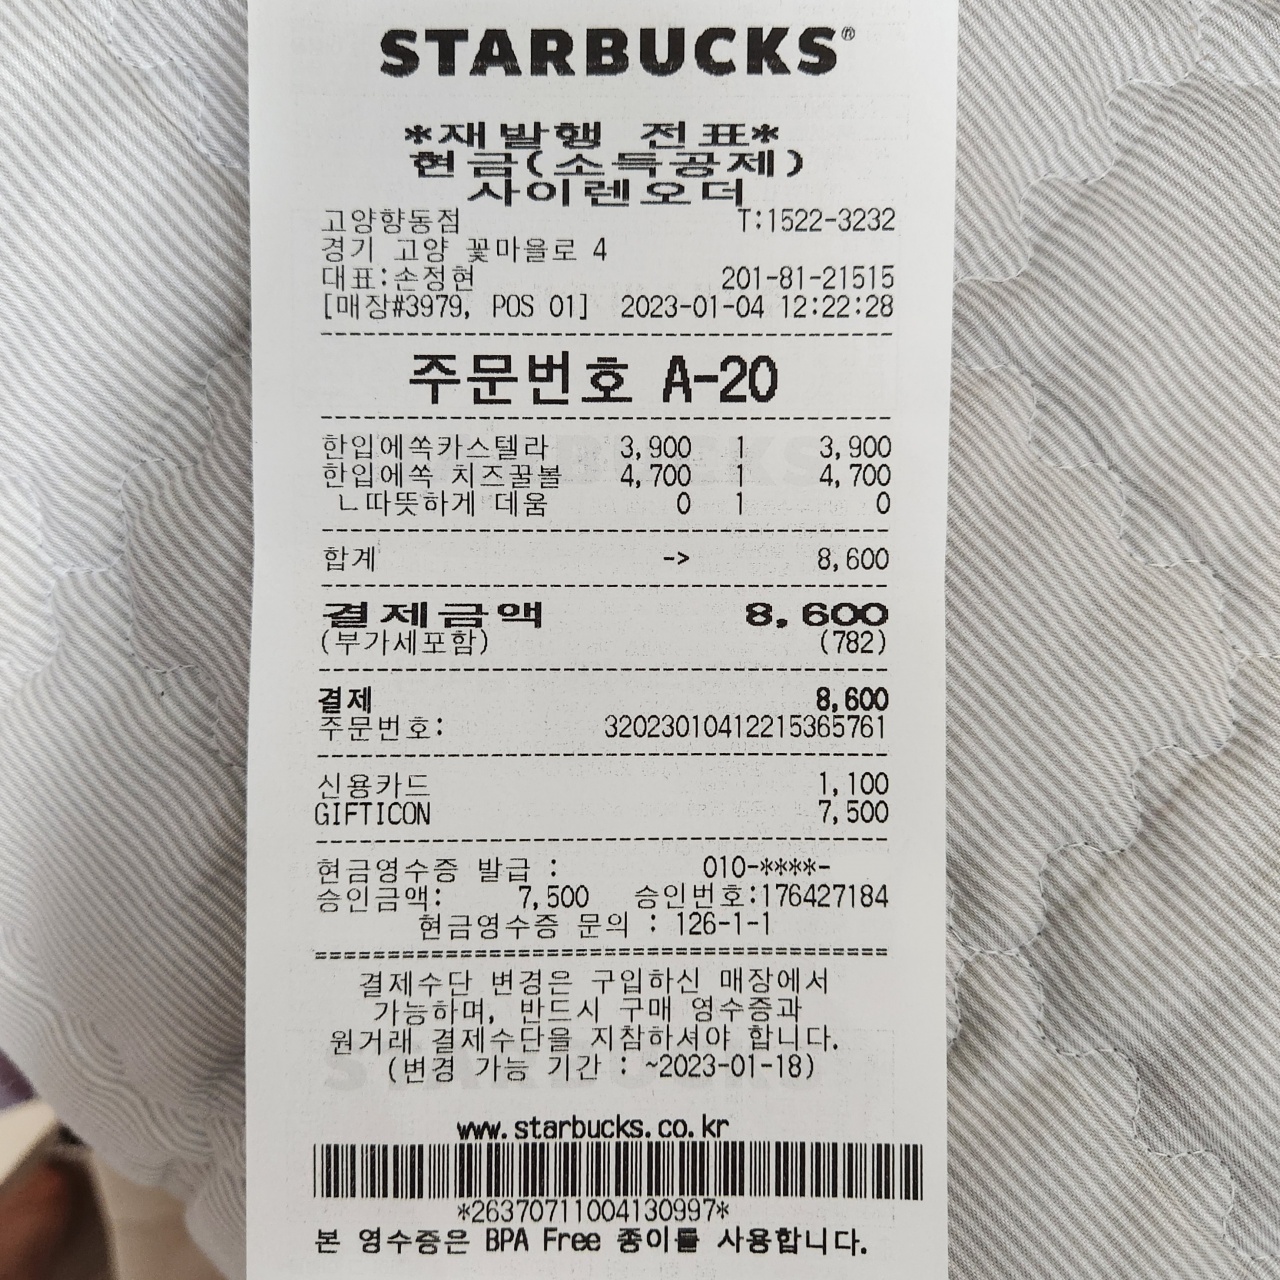 STARBUCKS®
*재발행 전표*
현금(소득공제)
사이렌오더
고양향동점 T:1522-3232
경기 고양 꽃마을로 4
대표:손정현 201-81-21515
[매장#3979, POS 01] 2023-01-04 12:22:28
주문번호 A-20
한입에쏙카스텔라 3,900 1 3,900
한입에쏙 치즈꿀볼 4,700 1 4,700
ㄴ따뜻하게 데움 0 1 0
합계 -> 8,600
결제금액 8,600
(부가세포함) (782)
결제 8,600
주문번호: 32023010412215365761
신용카드 1,100
GIFTICON 7,500
현금영수증 발급 : 010-****-
승인금액: 7,500 승인번호:176427184
현금영수증 문의 : 126-1-1
결제수단 변경은 구입하신 매장에서
가능하며, 반드시 구매 영수증과
원거래 결제수단을 지참하셔야 합니다.
(변경 가능 기간 : ~2023-01-18)
www.starbucks.co.kr
*263707110041309​97*
본 영수증은 BPA Free 종이를 사용합니다.